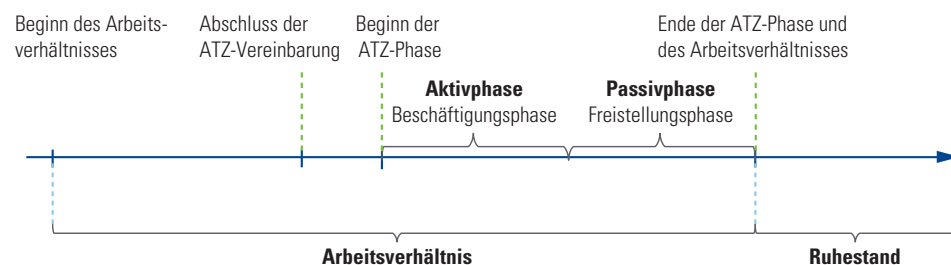 Beginn des Arbeits-
verhältnisses
Abschluss der
ATZ-Vereinbarung
Beginn der
ATZ-Phase
Ende der ATZ-Phase und
des Arbeitsverhältnisses
Aktivphase
Beschäftigungsphase
Passivphase
Freistellungsphase
Arbeitsverhältnis
Ruhestand